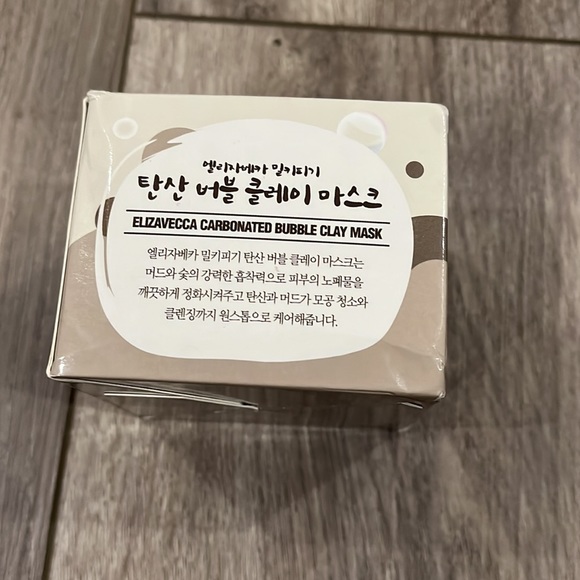 엘리자베카 밀키피기
탄산 버블 클레이 마스크
ELIZAVECCA CARBONATED BUBBLE CLAY MASK
엘리자베카 밀키피기 탄산 버블 클레이 마스크는
머드와 숯의 강력한 흡착력으로 피부의 노폐물을
깨끗하게 정화시켜주고 탄산과 머드가 모공 청소와
클렌징까지 원스톱으로 케어해줍니다.